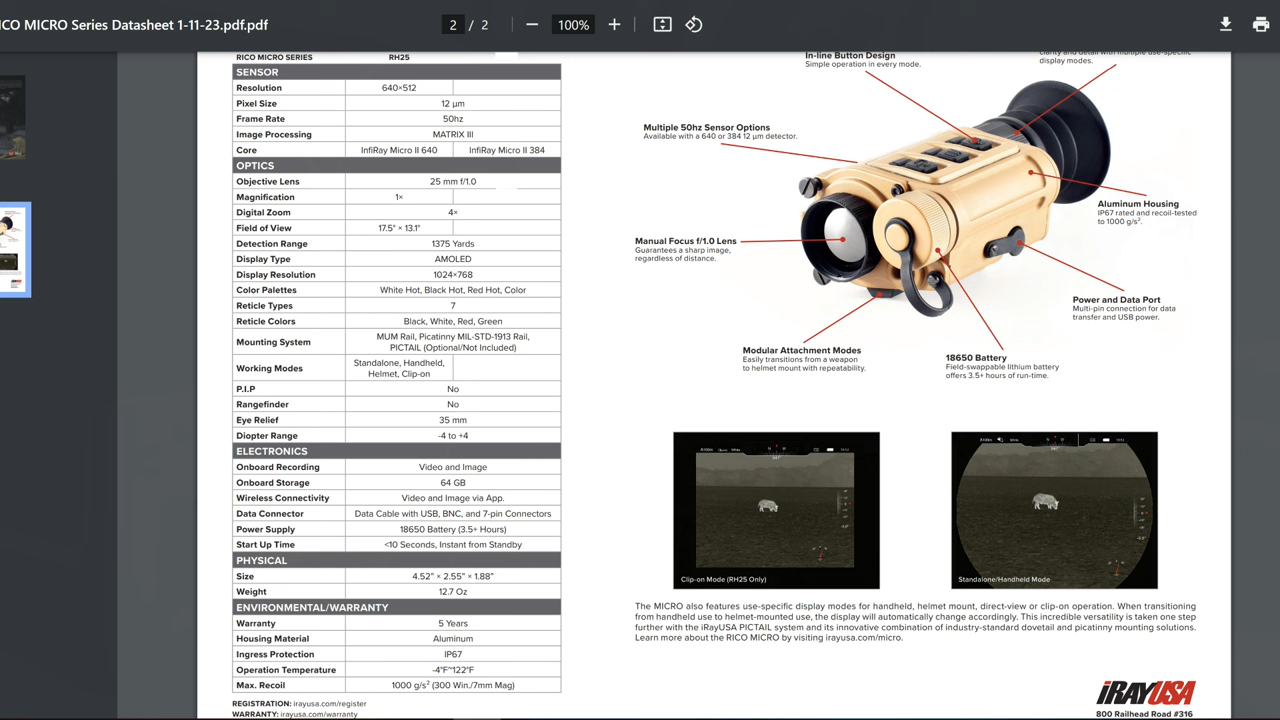 ICO MICRO Series Datasheet 1-11-23.pdf.pdf
2 / 2
100%
RICO MICRO SERIES RH25
SENSOR
Resolution 640×512
Pixel Size 12 µm
Frame Rate 50hz
Image Processing MATRIX III
Core InfiRay Micro II 640 InfiRay Micro II 384
OPTICS
Objective Lens 25 mm f/1.0
Magnification 1×
Digital Zoom 4×
Field of View 17.5° × 13.1°
Detection Range 1375 Yards
Display Type AMOLED
Display Resolution 1024×768
Color Palettes White Hot, Black Hot, Red Hot, Color
Reticle Types 7
Reticle Colors Black, White, Red, Green
Mounting System MUM Rail, Picatinny MIL-STD-1913 Rail,
PICTAIL (Optional/Not Included)
Working Modes Standalone, Handheld,
Helmet, Clip-on
P.I.P No
Rangefinder No
Eye Relief 35 mm
Diopter Range -4 to +4
ELECTRONICS
Onboard Recording Video and Image
Onboard Storage 64 GB
Wireless Connectivity Video and Image via App.
Data Connector Data Cable with USB, BNC, and 7-pin Connectors
Power Supply 18650 Battery (3.5+ Hours)
Start Up Time <10 Seconds, Instant from Standby
PHYSICAL
Size 4.52" × 2.55" × 1.88"
Weight 12.7 Oz
ENVIRONMENTAL/WARRANTY
Warranty 5 Years
Housing Material Aluminum
Ingress Protection IP67
Operation Temperature -4°F~122°F
Max. Recoil 1000 g/s² (300 Win./7mm Mag)
REGISTRATION: irayusa.com/register
WARRANTY: irayusa.com/warranty
In-line Button Design
Simple operation in every mode.
clarity and detail with multiple use-specific
display modes.
Multiple 50hz Sensor Options
Available with a 640 or 384 12 µm detector.
Aluminum Housing
IP67 rated and recoil-tested
to 1000 g/s².
Manual Focus f/1.0 Lens
Guarantees a sharp image,
regardless of distance.
Power and Data Port
Multi-pin connection for data
transfer and USB power.
Modular Attachment Modes
Easily transitions from a weapon
to helmet mount with repeatability.
18650 Battery
Field-swappable lithium battery
offers 3.5+ hours of run-time.
Clip-on Mode (RH25 Only)
Standalone/Handheld Mode
The MICRO also features use-specific display modes for handheld, helmet mount, direct-view or clip-on operation. When transitioning
from handheld use to helmet-mounted use, the display will automatically change accordingly. This incredible versatility is taken one step
further with the iRayUSA PICTAIL system and its innovative combination of industry-standard dovetail and picatinny mounting solutions.
Learn more about the RICO MICRO by visiting irayusa.com/micro.
iRAYUSA
800 Railhead Road #316